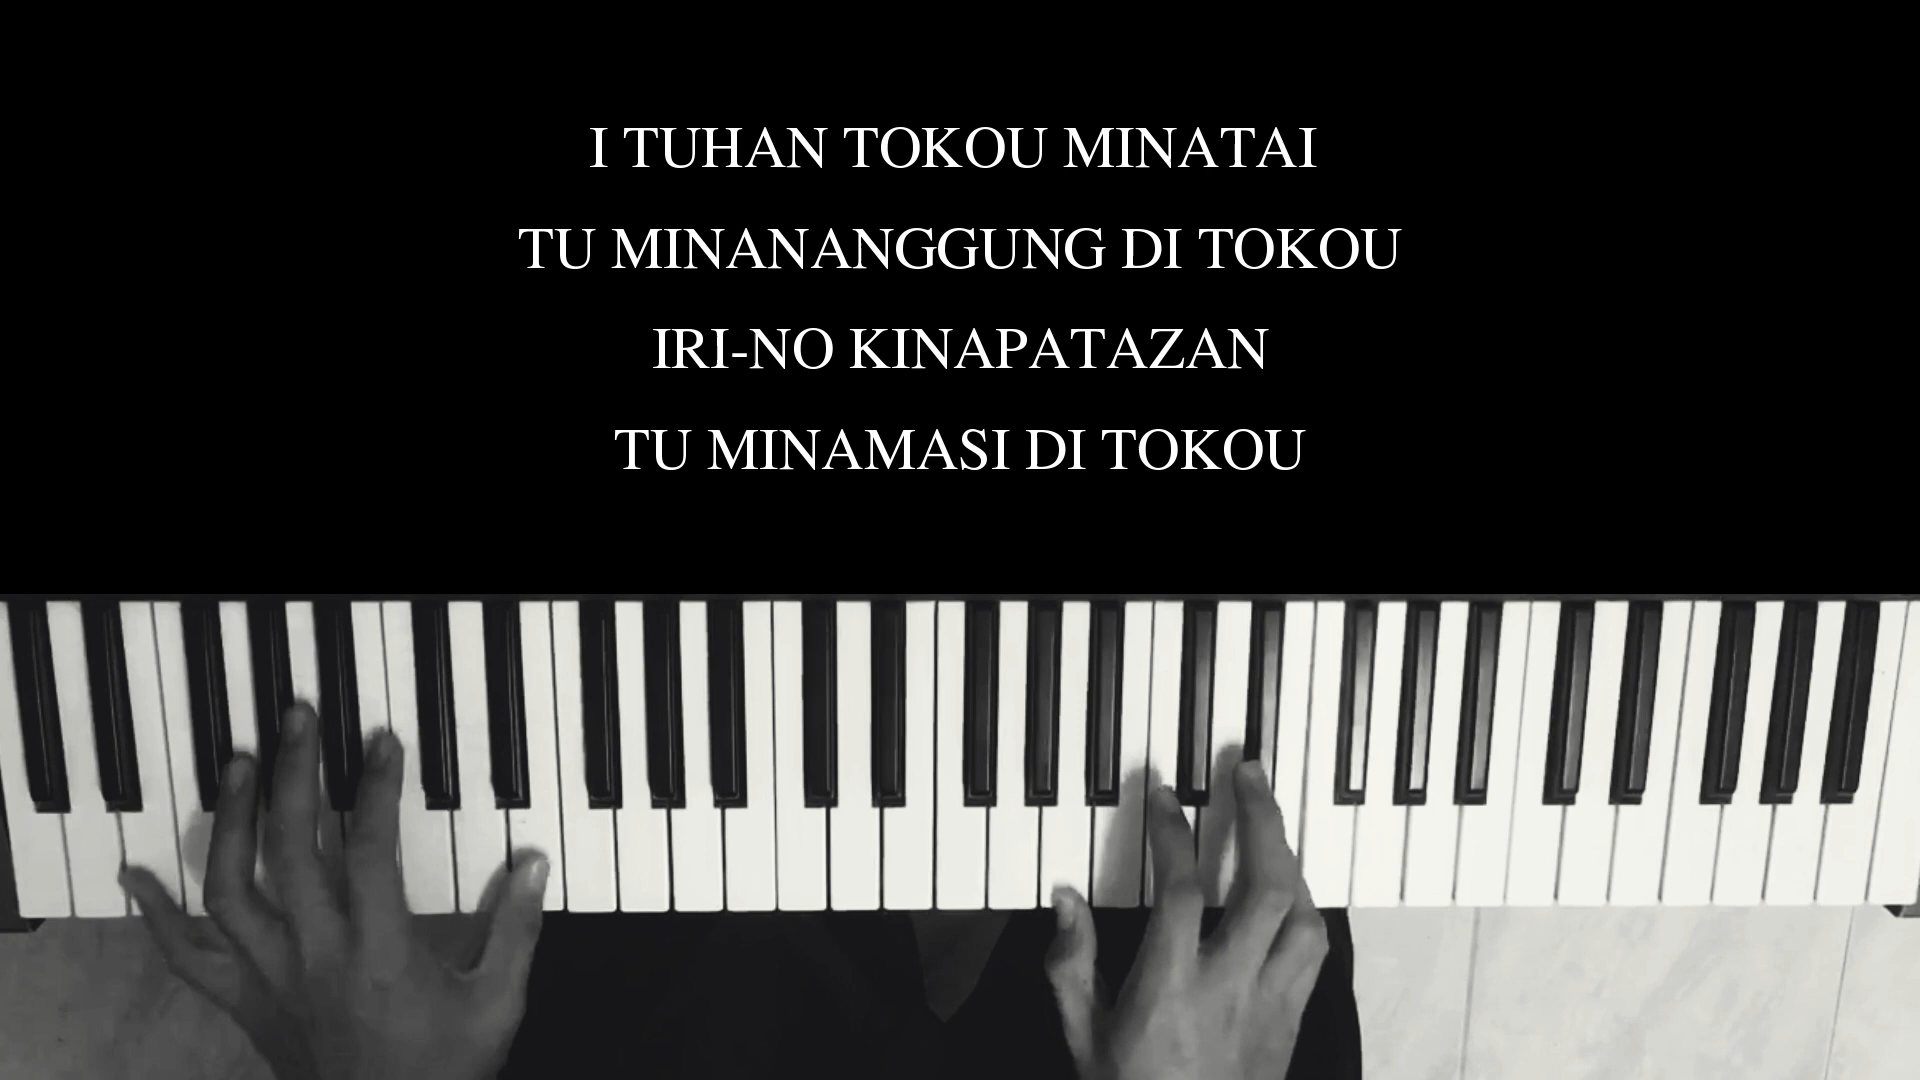 I TUHAN TOKOU MINATAI
TU MINANANGGUNG DI TOKOU
IRI-NO KINAPATAZAN
TU MINAMASI DI TOKOU